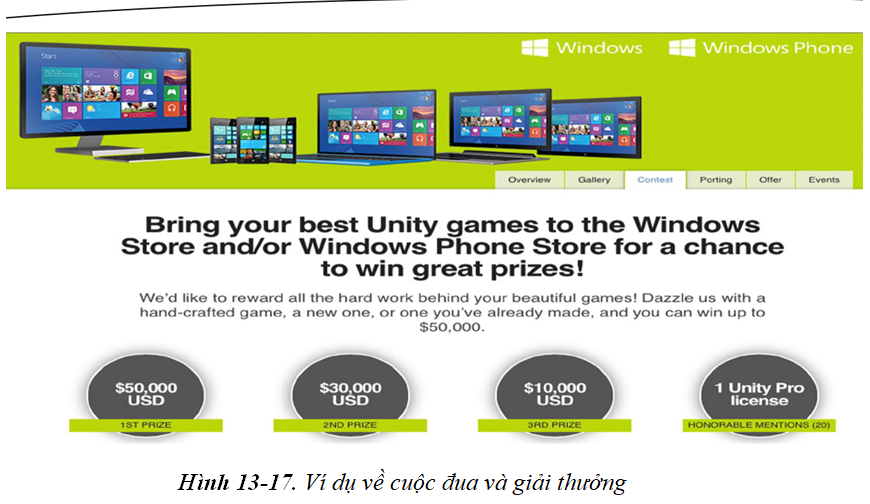 Start
Windows
Windows Phone
Start
Start
Start
Overview
Gallery
Contest
Porting
Offer
Events
Bring your best Unity games to the Windows
Store and/or Windows Phone Store for a chance
to win great prizes!
We'd like to reward all the hard work behind your beautiful games! Dazzle us with a
hand-crafted game, a new one, or one you've already made, and you can win up to
$50,000.
$50,000
USD
1ST PRIZE
$30,000
USD
2ND PRIZE
$10,000
USD
3RD PRIZE
1 Unity Pro
license
HONORABLE MENTIONS (20)
Hình 13-17. Ví dụ về cuộc đua và giải thưởng